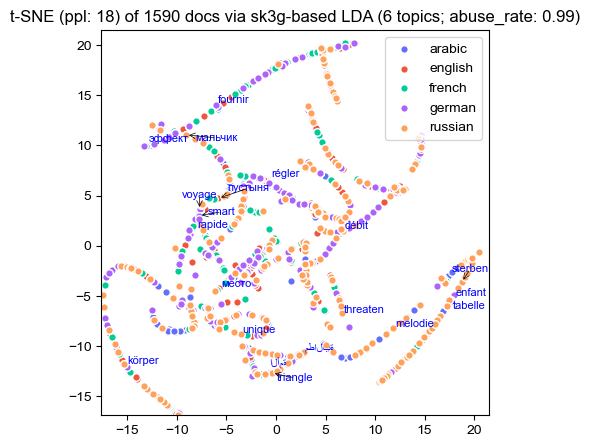 t-SNE (ppl: 18) of 1590 docs via sk3g-based LDA (6 topics; abuse_rate: 0.99)
arabic
english
french
german
russian
fournir
эффект
мальчик
régler
voyage
пустыня
smart
rapide
débit
sterben
место
enfant
tabelle
threaten
unique
melodie
körper
triangle
20
15
10
5
0
−5
−10
−15
−15
−10
−5
0
5
10
15
20